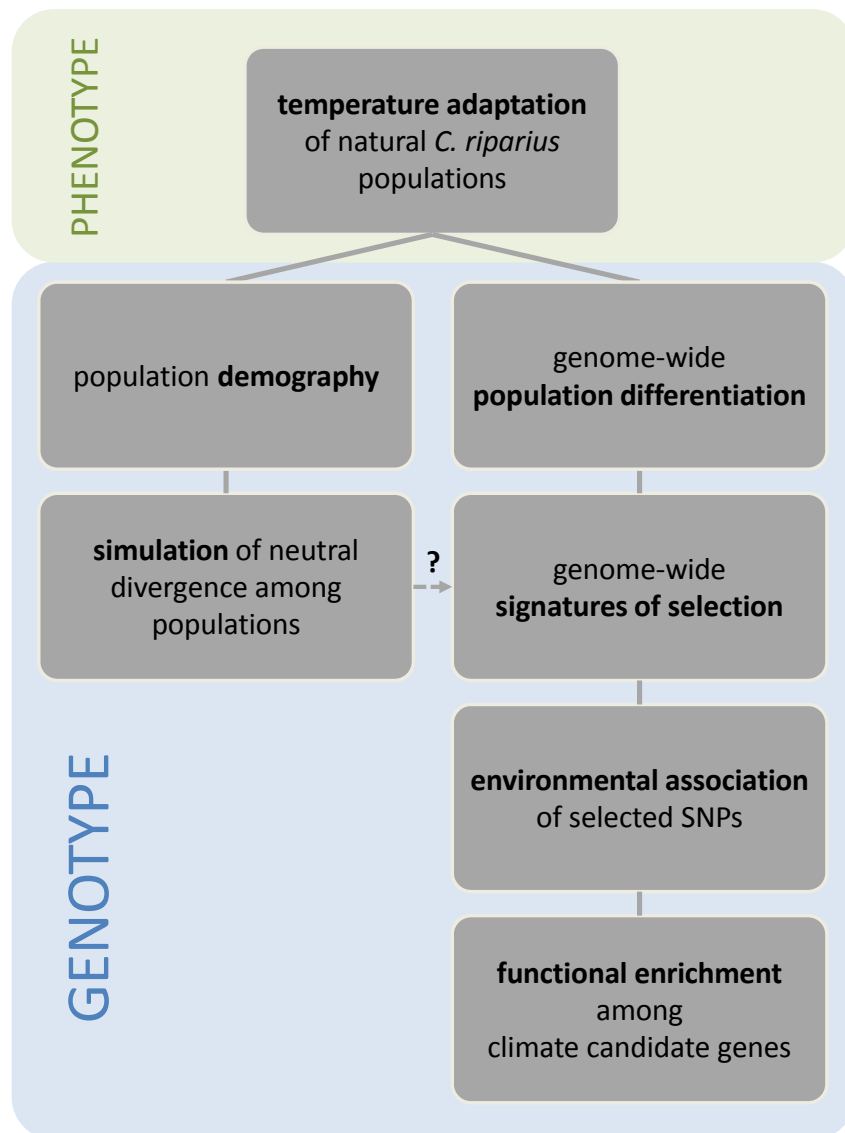 PHENOTYPE
temperature adaptation
of natural C. riparius
populations
population demography
genome-wide
population differentiation
simulation of neutral
divergence among
populations
?
genome-wide
signatures of selection
GENOTYPE
environmental association
of selected SNPs
functional enrichment
among
climate candidate genes